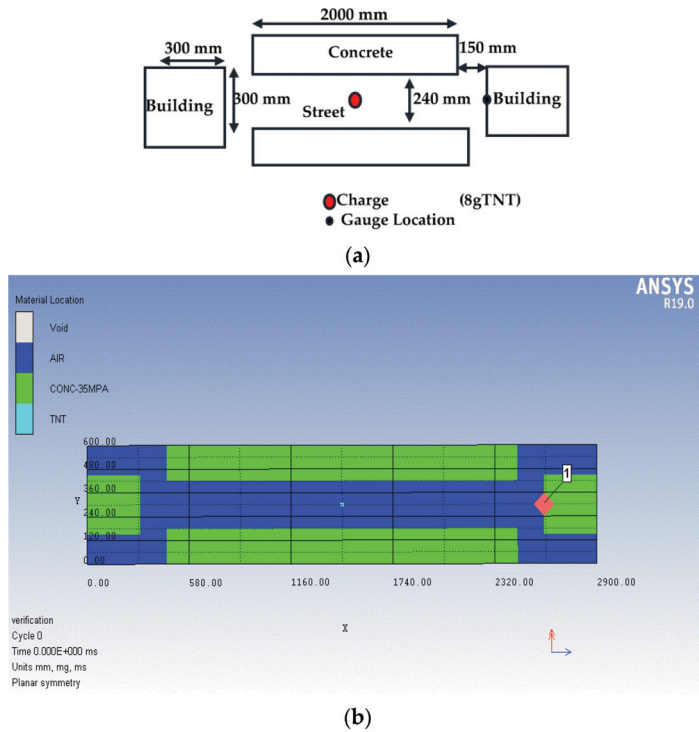 2000 mm
Concrete
300 mm
150 mm
Building
300 mm
Street
240 mm
Building
Charge (8gTNT)
Gauge Location
(a)
ANSYS
R19.0
Material Location
Void
AIR
CONC-35MPA
TNT
1
600.00
480.00
360.00
Y
240.00
120.00
0.00
0.00 580.00 1160.00 1740.00 2320.00 2900.00
X
verification
Cycle 0
Time 0.000E+000 ms
Units mm, mg, ms
Planar symmetry
(b)